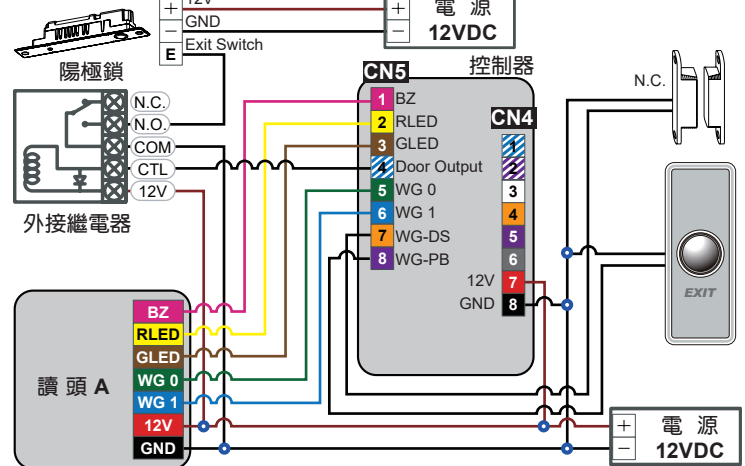 12V
GND
Exit Switch
+
−
E
陽極鎖
+
−
電 源
12VDC
N.C.
N.O.
COM
CTL
12V
外接繼電器
控制器
CN5
1 BZ
2 RLED
3 GLED
4 Door Output
5 WG 0
6 WG 1
7 WG-DS
8 WG-PB
CN4
1
2
3
4
5
6
12V 7
GND 8
N.C.
EXIT
讀 頭 A
BZ
RLED
GLED
WG 0
WG 1
12V
GND
+
−
電 源
12VDC